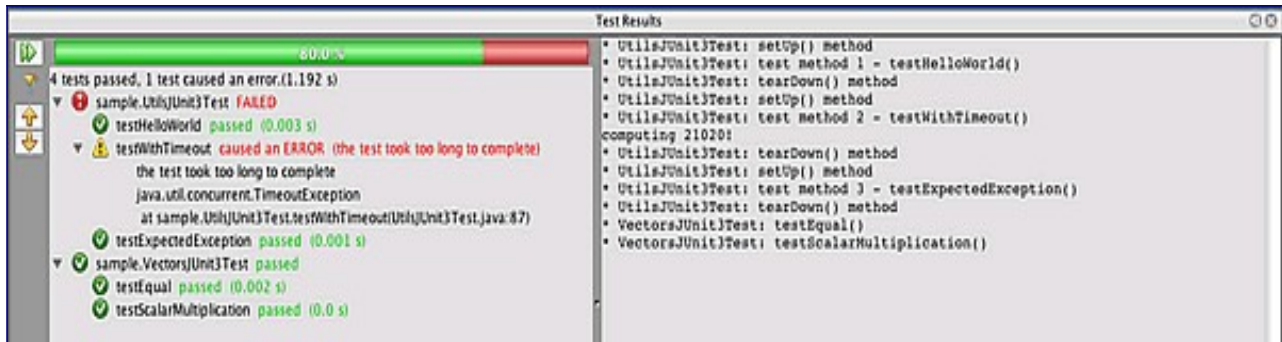 Test Results
80.0 %
4 tests passed, 1 test caused an error.(1.192 s)
sample.UtilsJUnit3Test FAILED
testHelloWorld passed (0.003 s)
testWithTimeout caused an ERROR (the test took too long to complete)
the test took too long to complete
java.util.concurrent.TimeoutException
at sample.UtilsJUnit3Test.testWithTimeout(UtilsJUnit3Test.java:87)
testExpectedException passed (0.001 s)
sample.VectorsJUnit3Test passed
testEqual passed (0.002 s)
testScalarMultiplication passed (0.0 s)
* UtilsJUnit3Test: setUp() method
* UtilsJUnit3Test: test method 1 - testHelloWorld()
* UtilsJUnit3Test: tearDown() method
* UtilsJUnit3Test: setUp() method
* UtilsJUnit3Test: test method 2 - testWithTimeout()
computing 21020!
* UtilsJUnit3Test: tearDown() method
* UtilsJUnit3Test: setUp() method
* UtilsJUnit3Test: test method 3 - testExpectedException()
* UtilsJUnit3Test: tearDown() method
* VectorsJUnit3Test: testEqual()
* VectorsJUnit3Test: testScalarMultiplication()